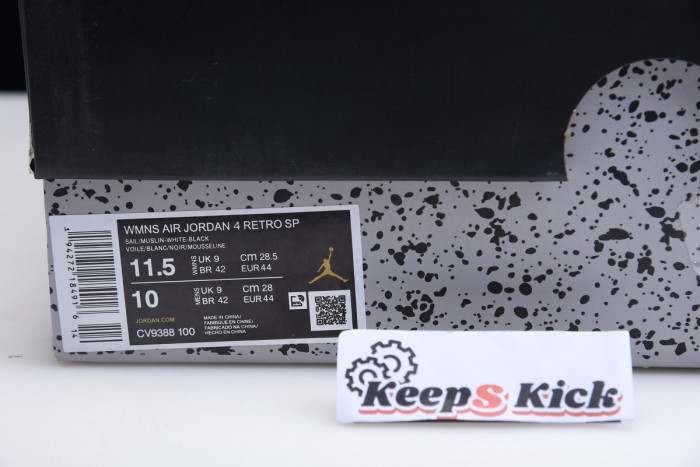 WMNS AIR JORDAN 4 RETRO SP
SAIL/MUSLIN-WHITE-BLACK
VOILE/BLANC/NOIR/MOUSSELINE
11.5 WMNS UK 9 BR 42 cm 28.5 EUR 44
10 MENS UK 9 BR 42 cm 28 EUR 44
JORDAN.COM
CV9388 100
MADE IN CHINA/
FABRIQUE EN CHINE/
FABRICADO NA CHINA/
HECHO EN CHINA
KeepS Kick